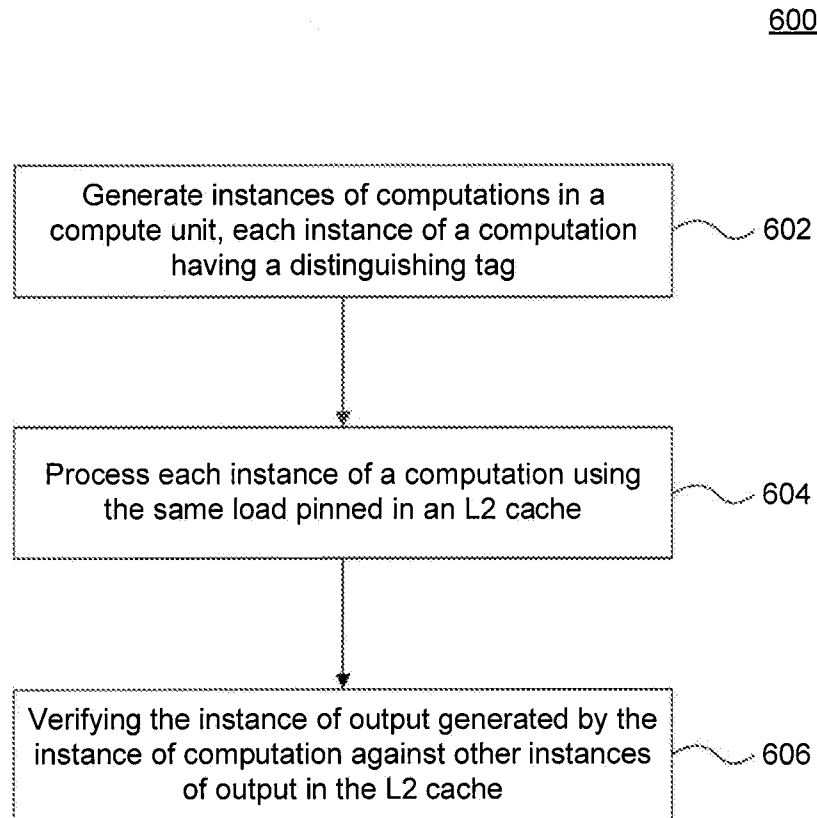 600
Generate instances of computations in a
compute unit, each instance of a computation
having a distinguishing tag
602
Process each instance of a computation using
the same load pinned in an L2 cache
604
Verifying the instance of output generated by the
instance of computation against other instances
of output in the L2 cache
606